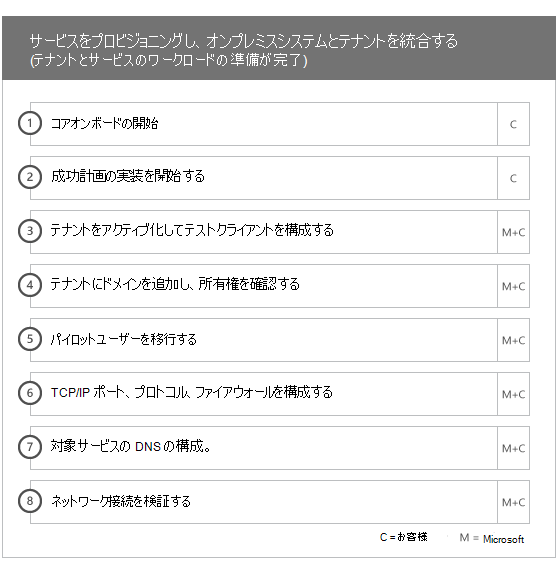 サービスをプロビジョニングし、オンプレミスシステムとテナントを統合する
(テナントとサービスのワークロードの準備が完了)
1 コアオンボードの開始 C
2 成功計画の実装を開始する C
3 テナントをアクティブ化してテストクライアントを構成する M+C
4 テナントにドメインを追加し、所有権を確認する M+C
5 パイロットユーザーを移行する M+C
6 TCP/IP ポート、プロトコル、ファイアウォールを構成する M+C
7 対象サービスの DNS の構成。 M+C
8 ネットワーク接続を検証する M+C
C =お客様 M = Microsoft